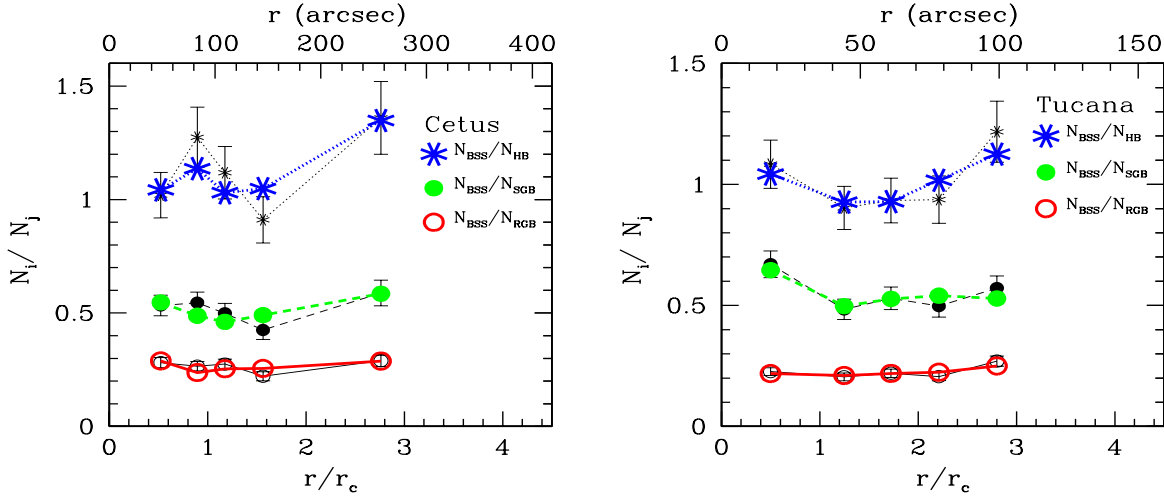 r (arcsec)
0 100 200 300 400
1.5
1
0.5
0
N_i/ N_j
Cetus
N_BSS/N_HB
N_BSS/N_SGB
N_BSS/N_RGB
0 1 2 3 4
r/r_c
r (arcsec)
0 50 100 150
1.5
1
0.5
0
N_i/ N_j
Tucana
N_BSS/N_HB
N_BSS/N_SGB
N_BSS/N_RGB
0 1 2 3 4
r/r_c